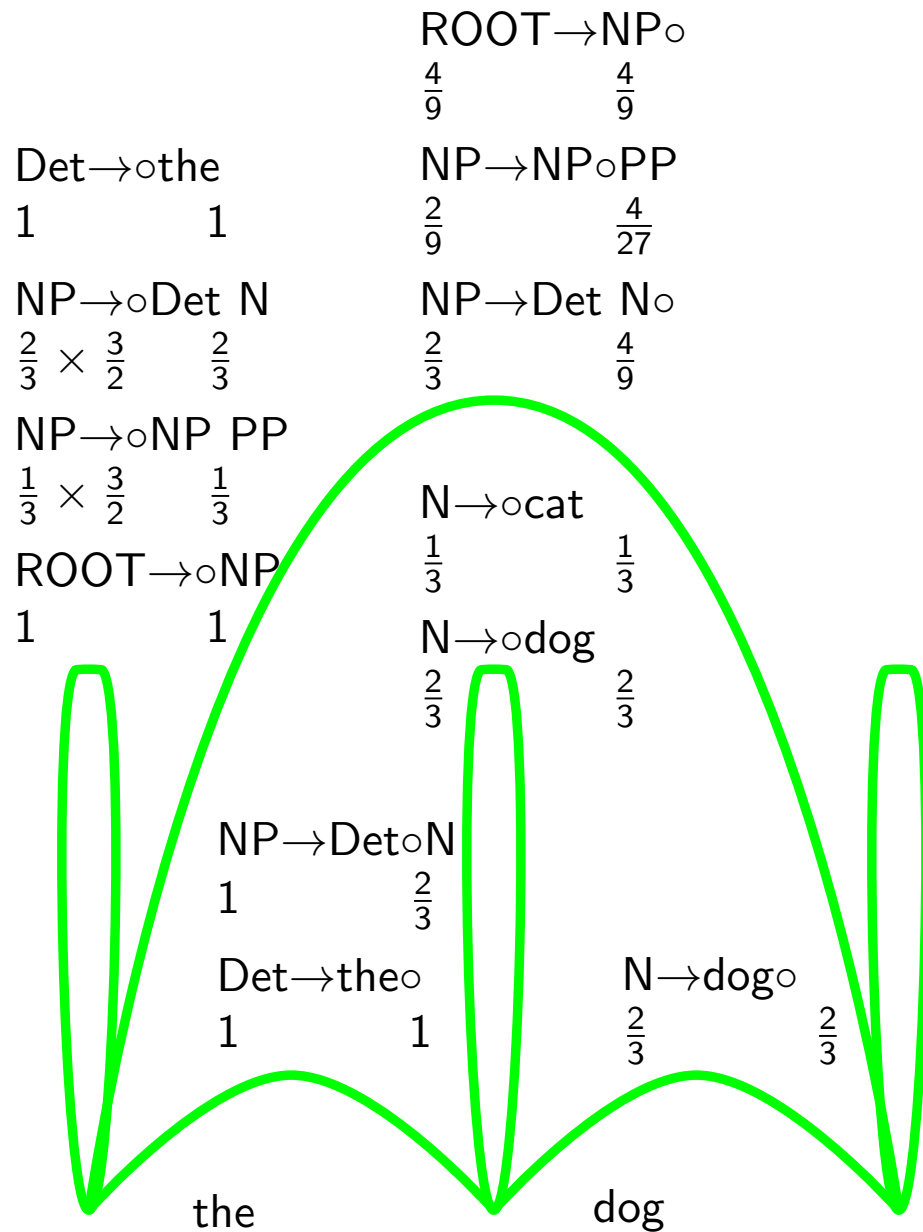 ROOT→NP∘
4/9 4/9
Det→∘the
1 1
NP→NP∘PP
2/9 4/27
NP→∘Det N
2/3 × 3/2 2/3
NP→Det N∘
2/3 4/9
NP→∘NP PP
1/3 × 3/2 1/3
N→∘cat
1/3 1/3
ROOT→∘NP
1 1
N→∘dog
2/3 2/3
NP→Det∘N
1 2/3
Det→the∘
1 1
N→dog∘
2/3 2/3
the dog